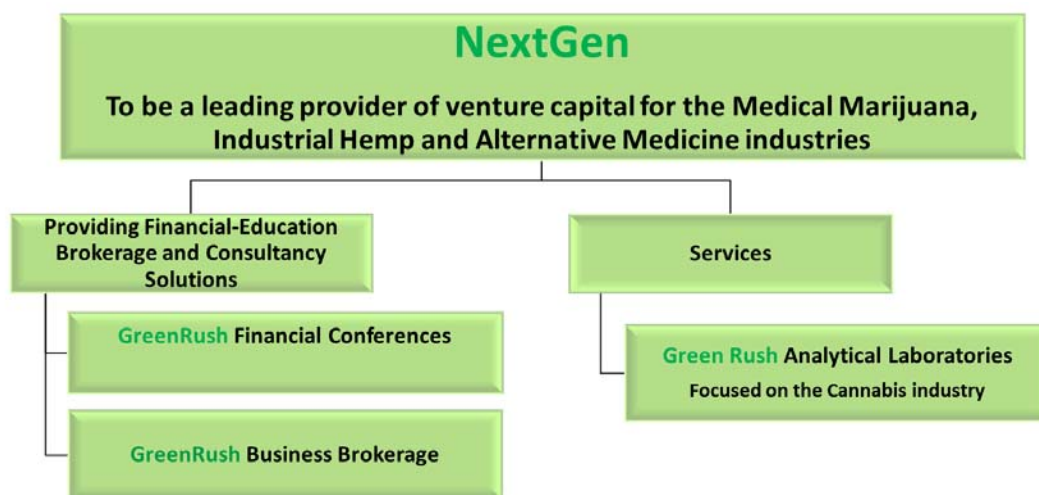 NextGen
To be a leading provider of venture capital for the Medical Marijuana,
Industrial Hemp and Alternative Medicine industries
Providing Financial-Education
Brokerage and Consultancy
Solutions
Services
GreenRush Financial Conferences
Green Rush Analytical Laboratories
Focused on the Cannabis industry
GreenRush Business Brokerage